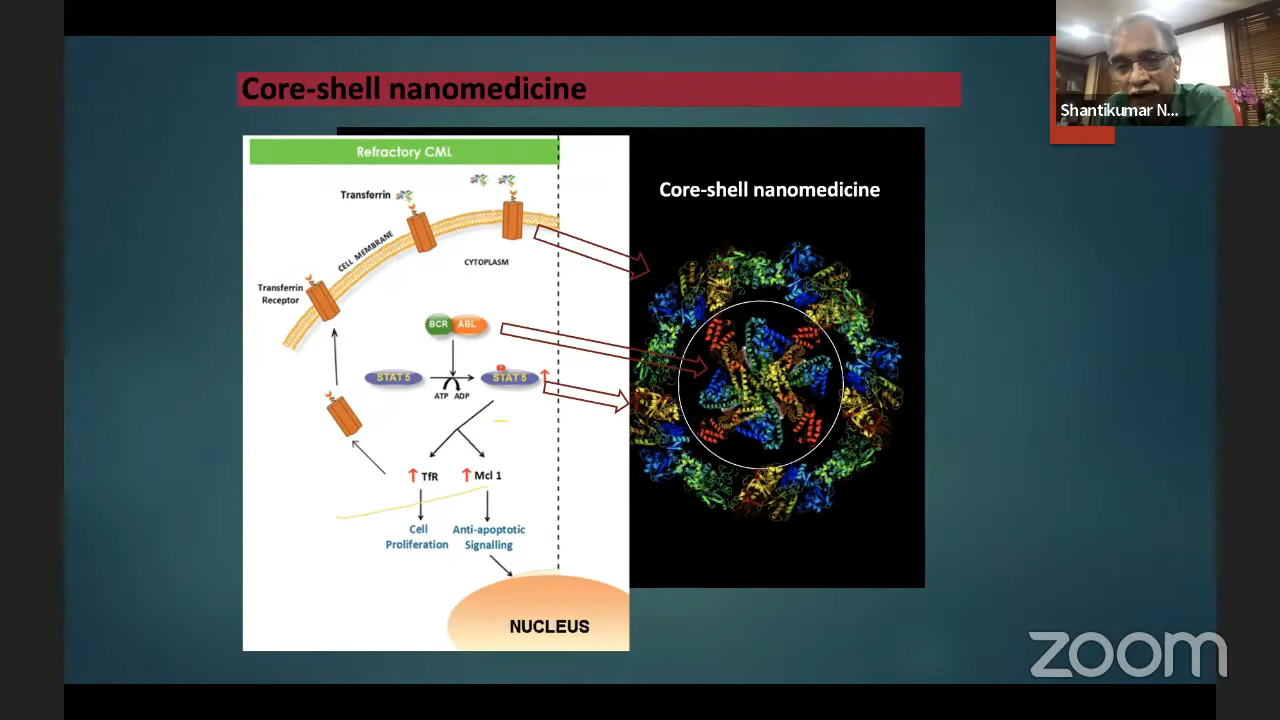 Core-shell nanomedicine
Shantikumar N...
Refractory CML
Transferrin
CELL MEMBRANE
CYTOPLASM
Transferrin
Receptor
BCR ABL
STAT 5
P
STAT 5
ATP ADP
TfR
Mcl 1
Cell
Proliferation
Anti-apoptotic
Signalling
NUCLEUS
Core-shell nanomedicine
zoom